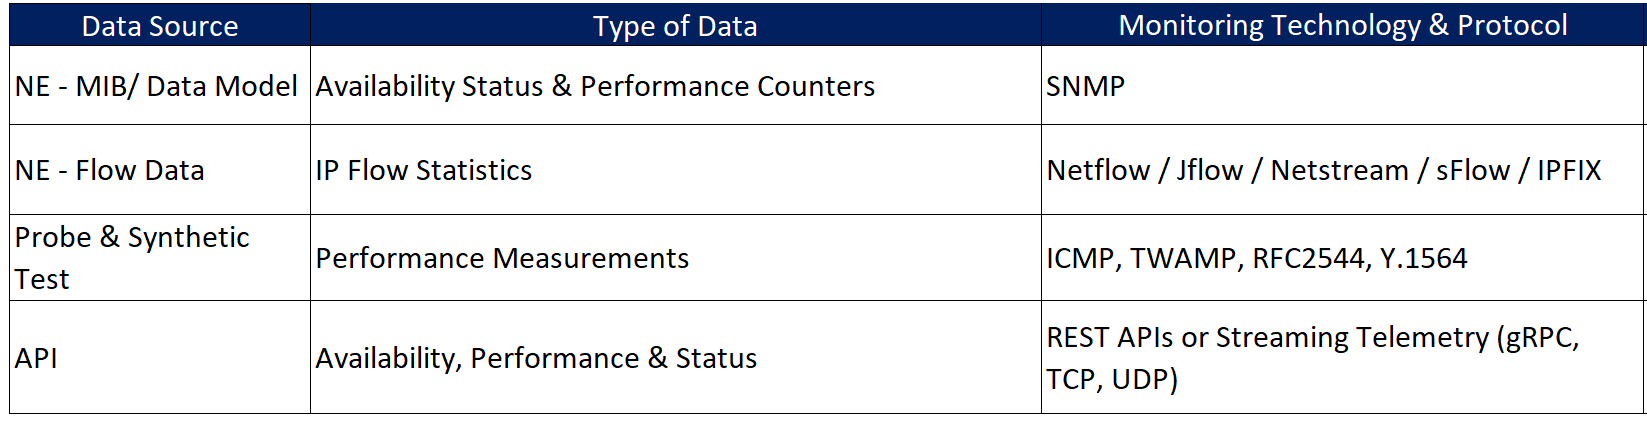 Data Source
Type of Data
Monitoring Technology & Protocol
NE - MIB/ Data Model
Availability Status & Performance Counters
SNMP
NE - Flow Data
IP Flow Statistics
Netflow / Jflow / Netstream / sFlow / IPFIX
Probe & Synthetic
Test
Performance Measurements
ICMP, TWAMP, RFC2544, Y.1564
API
Availability, Performance & Status
REST APIs or Streaming Telemetry (gRPC,
TCP, UDP)